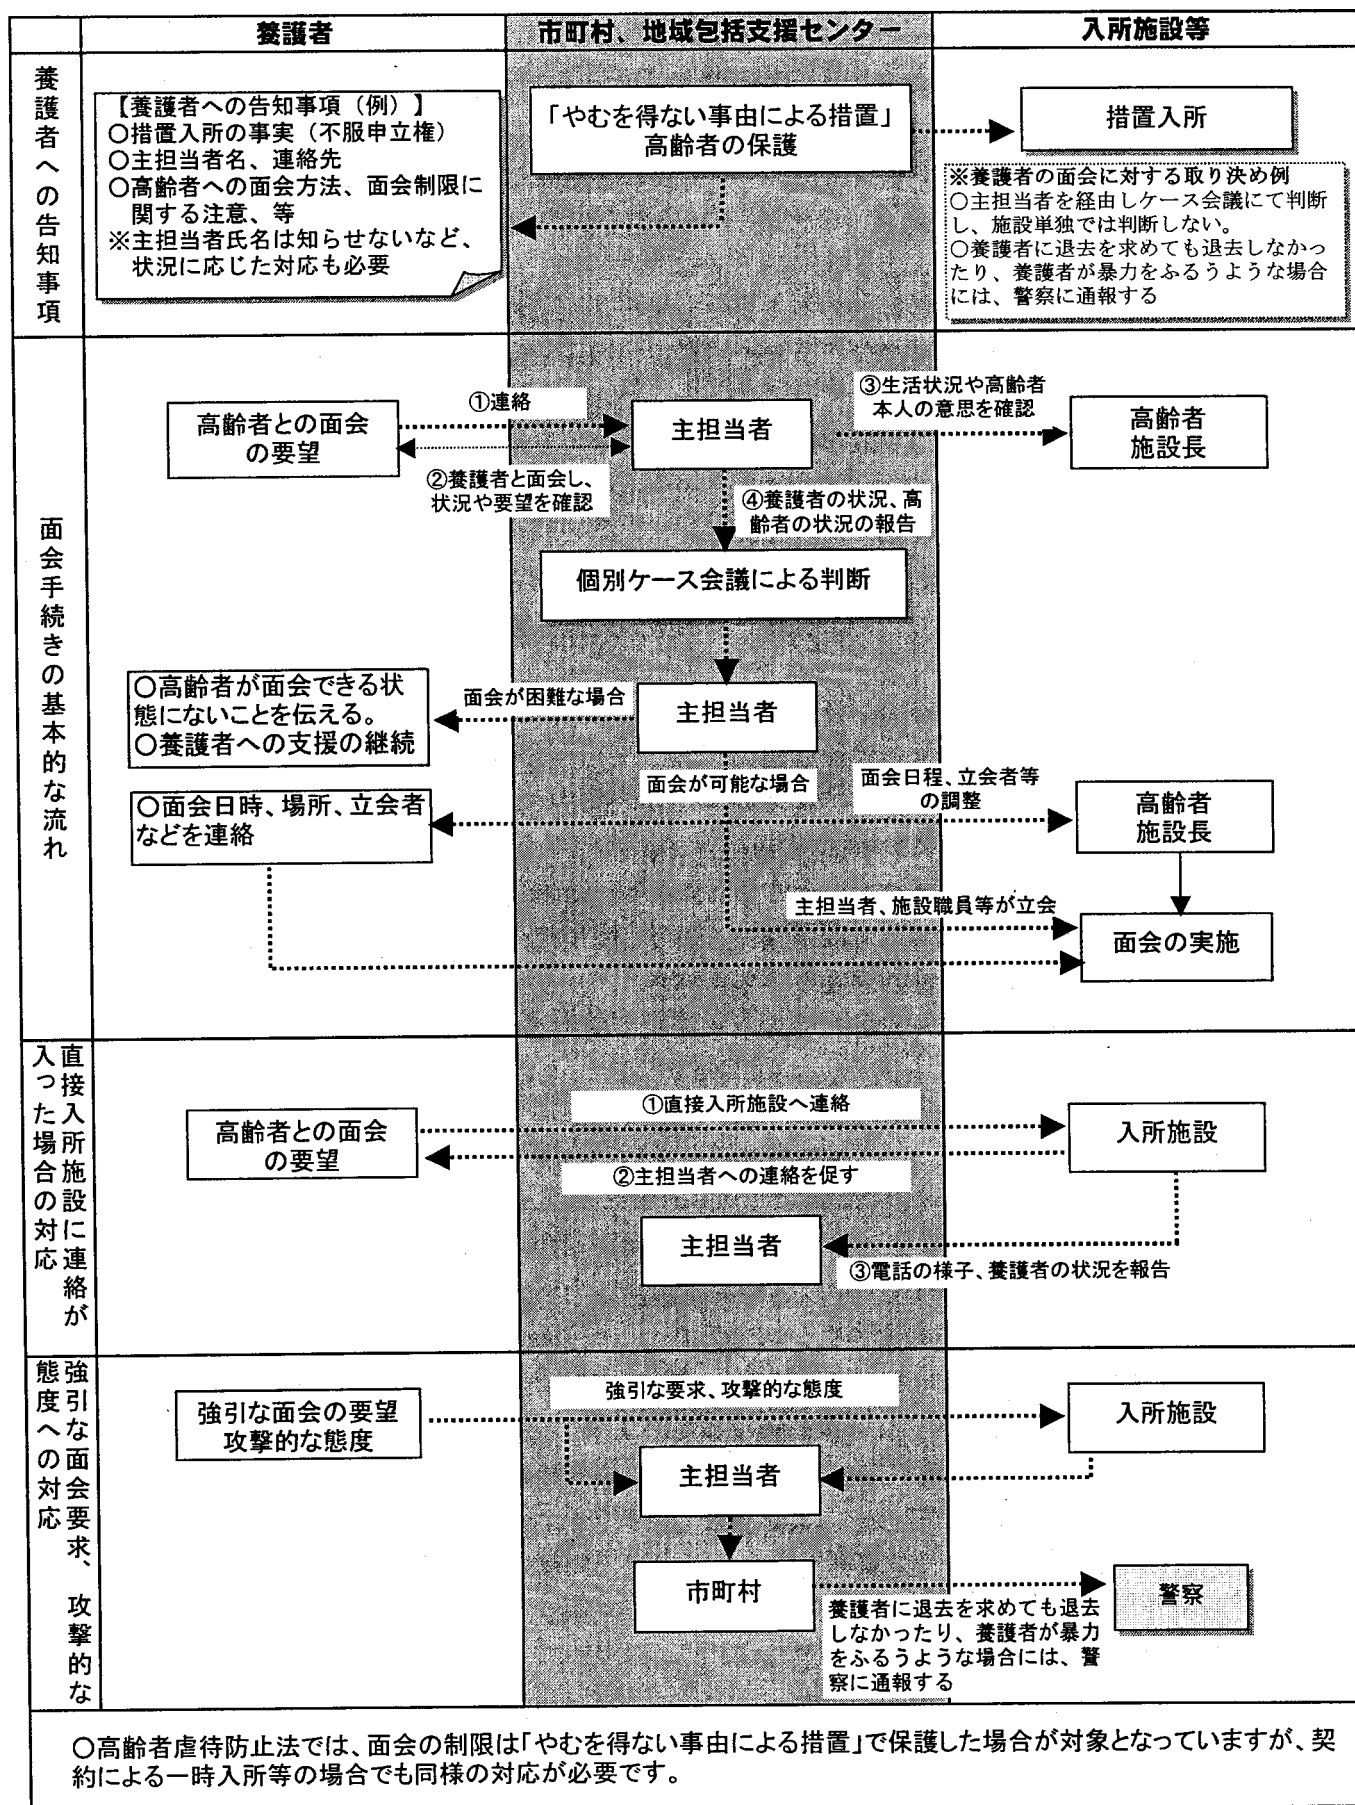 養護者
市町村、地域包括支援センター
入所施設等
養護者への告知事項
【養護者への告知事項（例）】
○措置入所の事実（不服申立権）
○主担当者名、連絡先
○高齢者への面会方法、面会制限に
関する注意、等
※主担当者氏名は知らせないなど、
状況に応じた対応も必要
「やむを得ない事由による措置」
高齢者の保護
措置入所
※養護者の面会に対する取り決め例
○主担当者を経由しケース会議にて判断
し、施設単独では判断しない。
○養護者に退去を求めても退去しなかっ
たり、養護者が暴力をふるうような場合
には、警察に通報する
面会手続きの基本的な流れ
高齢者との面会
の要望
①連絡
②養護者と面会し、
状況や要望を確認
主担当者
③生活状況や高齢者
本人の意思を確認
高齢者
施設長
④養護者の状況、高
齢者の状況の報告
個別ケース会議による判断
○高齢者が面会できる状
態にないことを伝える。
○養護者への支援の継続
面会が困難な場合
主担当者
面会が可能な場合
○面会日時、場所、立会者
などを連絡
面会日程、立会者等
の調整
高齢者
施設長
主担当者、施設職員等が立会
面会の実施
直接入所施設に連絡が
入った場合の対応
高齢者との面会
の要望
①直接入所施設へ連絡
入所施設
②主担当者への連絡を促す
主担当者
③電話の様子、養護者の状況を報告
強引な面会要求、攻撃的な
態度への対応
強引な面会の要望
攻撃的な態度
強引な要求、攻撃的な態度
入所施設
主担当者
市町村
警察
養護者に退去を求めても退去
しなかったり、養護者が暴力
をふるうような場合には、警
察に通報する
○高齢者虐待防止法では、面会の制限は「やむを得ない事由による措置」で保護した場合が対象となっていますが、契
約による一時入所等の場合でも同様の対応が必要です。